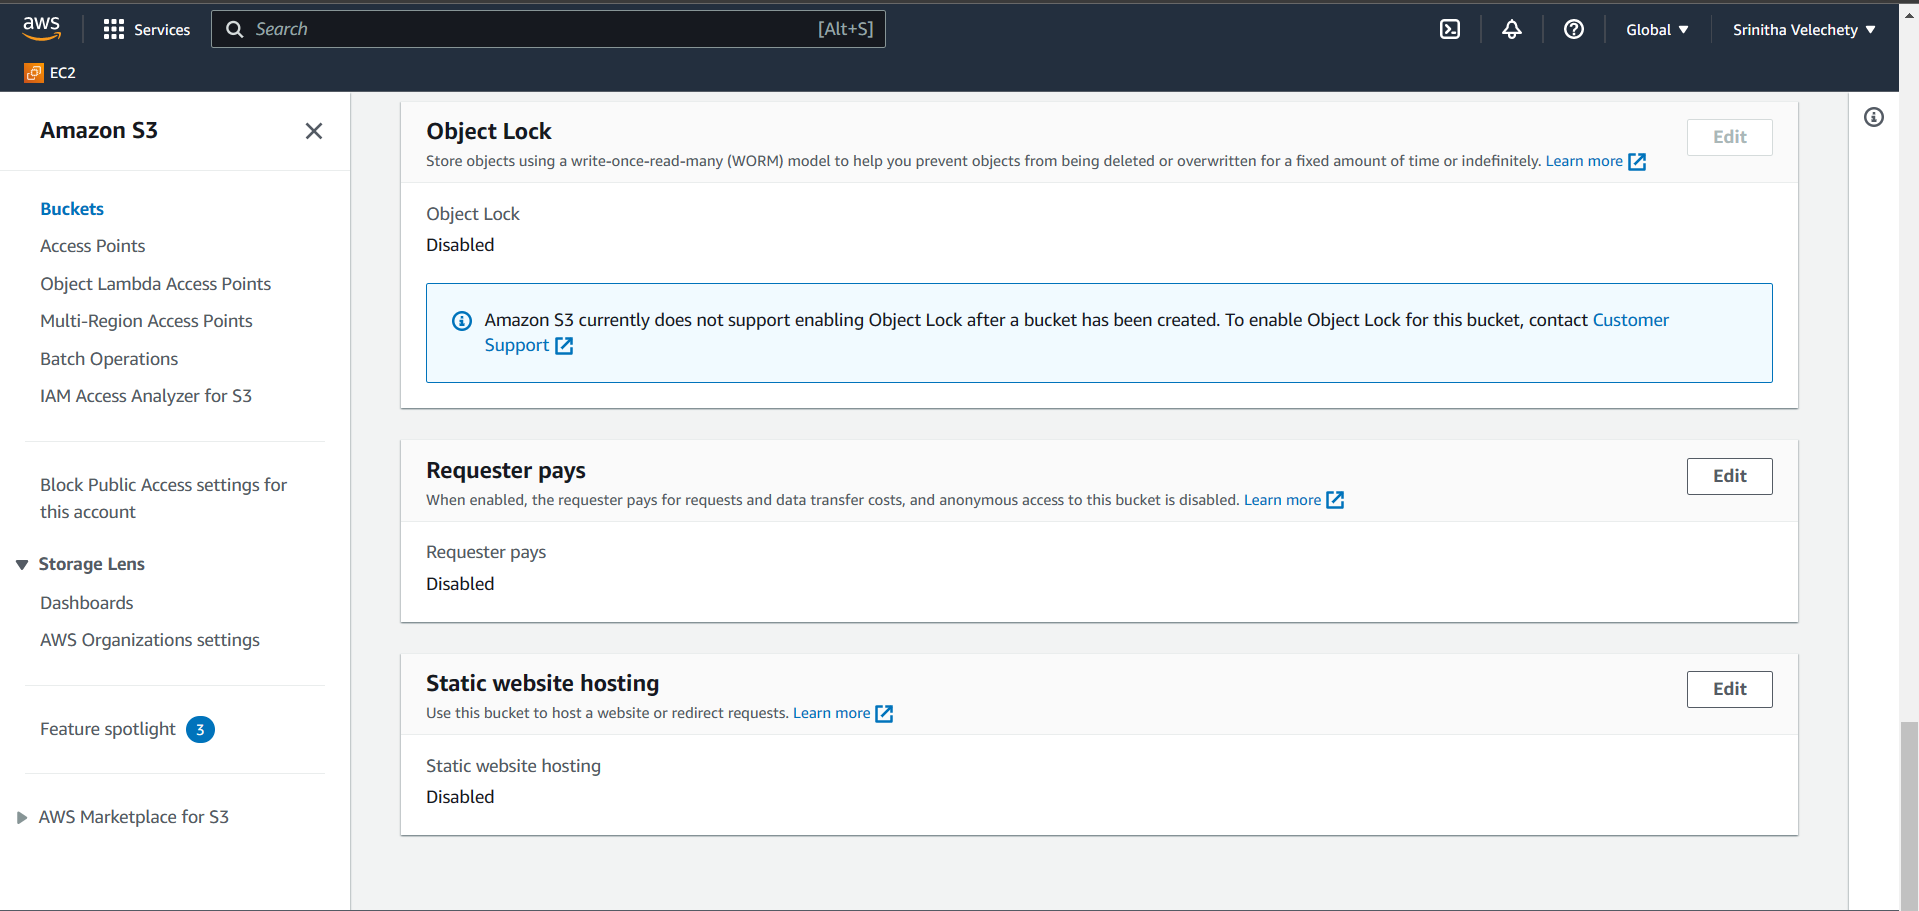 aws
Services
Search
[Alt+S]
Global
Srinitha Velechety
EC2
Amazon S3
Buckets
Access Points
Object Lambda Access Points
Multi-Region Access Points
Batch Operations
IAM Access Analyzer for S3
Block Public Access settings for
this account
Storage Lens
Dashboards
AWS Organizations settings
Feature spotlight 3
AWS Marketplace for S3
Object Lock
Edit
Store objects using a write-once-read-many (WORM) model to help you prevent objects from being deleted or overwritten for a fixed amount of time or indefinitely. Learn more
Object Lock
Disabled
Amazon S3 currently does not support enabling Object Lock after a bucket has been created. To enable Object Lock for this bucket, contact Customer
Support
Requester pays
Edit
When enabled, the requester pays for requests and data transfer costs, and anonymous access to this bucket is disabled. Learn more
Requester pays
Disabled
Static website hosting
Edit
Use this bucket to host a website or redirect requests. Learn more
Static website hosting
Disabled